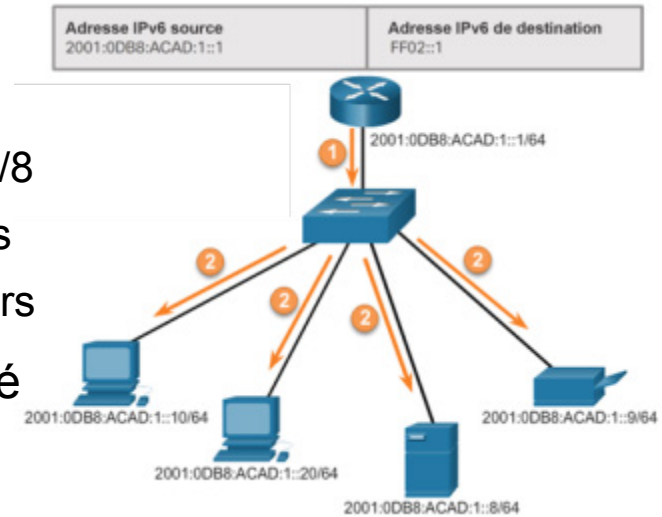 Adresse IPv6 source
2001:0DB8:ACAD:1::1
Adresse IPv6 de destination
FF02::1
/8
s
rs
é
2001:0DB8:ACAD:1::1/64
1
2
2
2
2
2001:0DB8:ACAD:1::10/64
2001:0DB8:ACAD:1::20/64
2001:0DB8:ACAD:1::8/64
2001:0DB8:ACAD:1::9/64